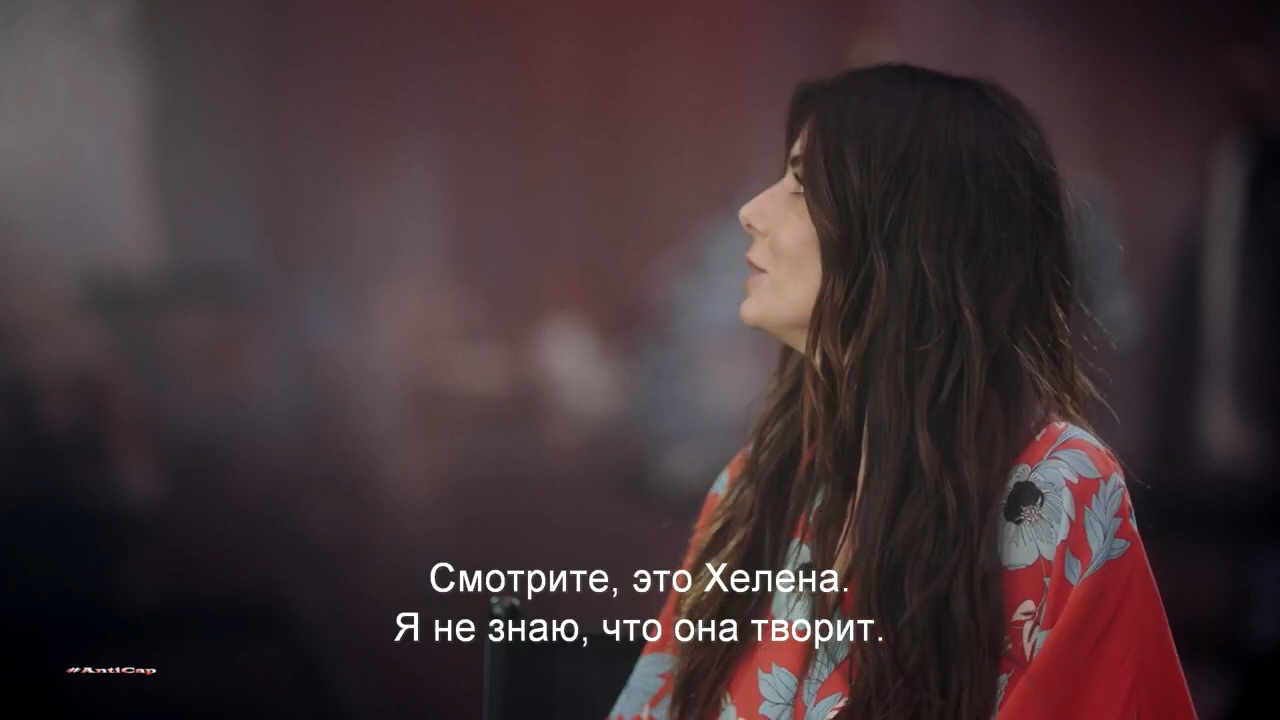 Смотрите, это Хелена.
Я не знаю, что она творит.
#AntiCap